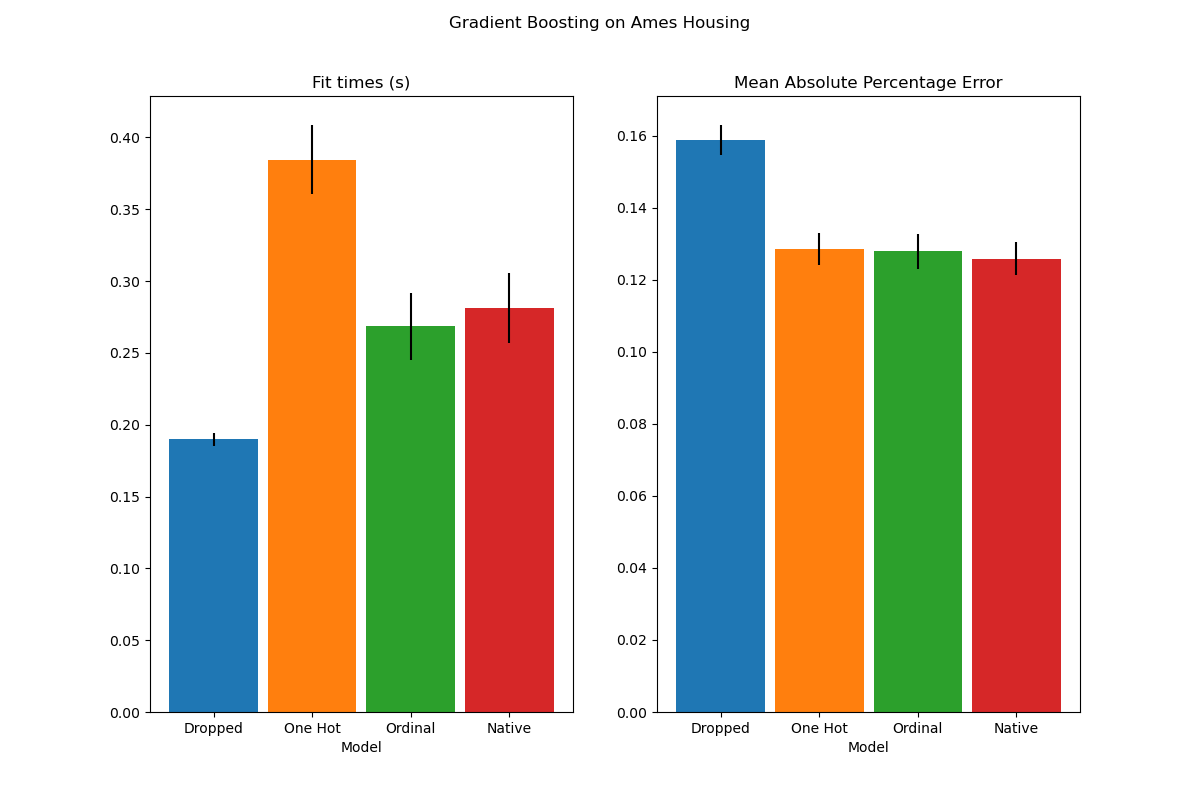 Gradient Boosting on Ames Housing
Fit times (s)
0.40
0.35
0.30
0.25
0.20
0.15
0.10
0.05
0.00
Dropped One Hot Ordinal Native
Model
Mean Absolute Percentage Error
0.16
0.14
0.12
0.10
0.08
0.06
0.04
0.02
0.00
Dropped One Hot Ordinal Native
Model